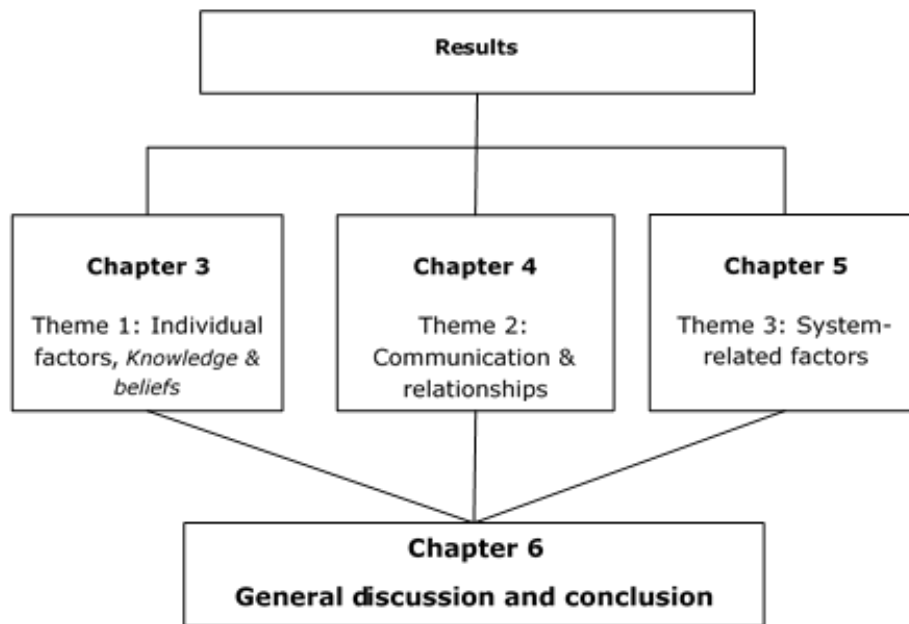 Results
Chapter 3
Theme 1: Individual
factors, Knowledge &
beliefs
Chapter 4
Theme 2:
Communication &
relationships
Chapter 5
Theme 3: System-
related factors
Chapter 6
General discussion and conclusion